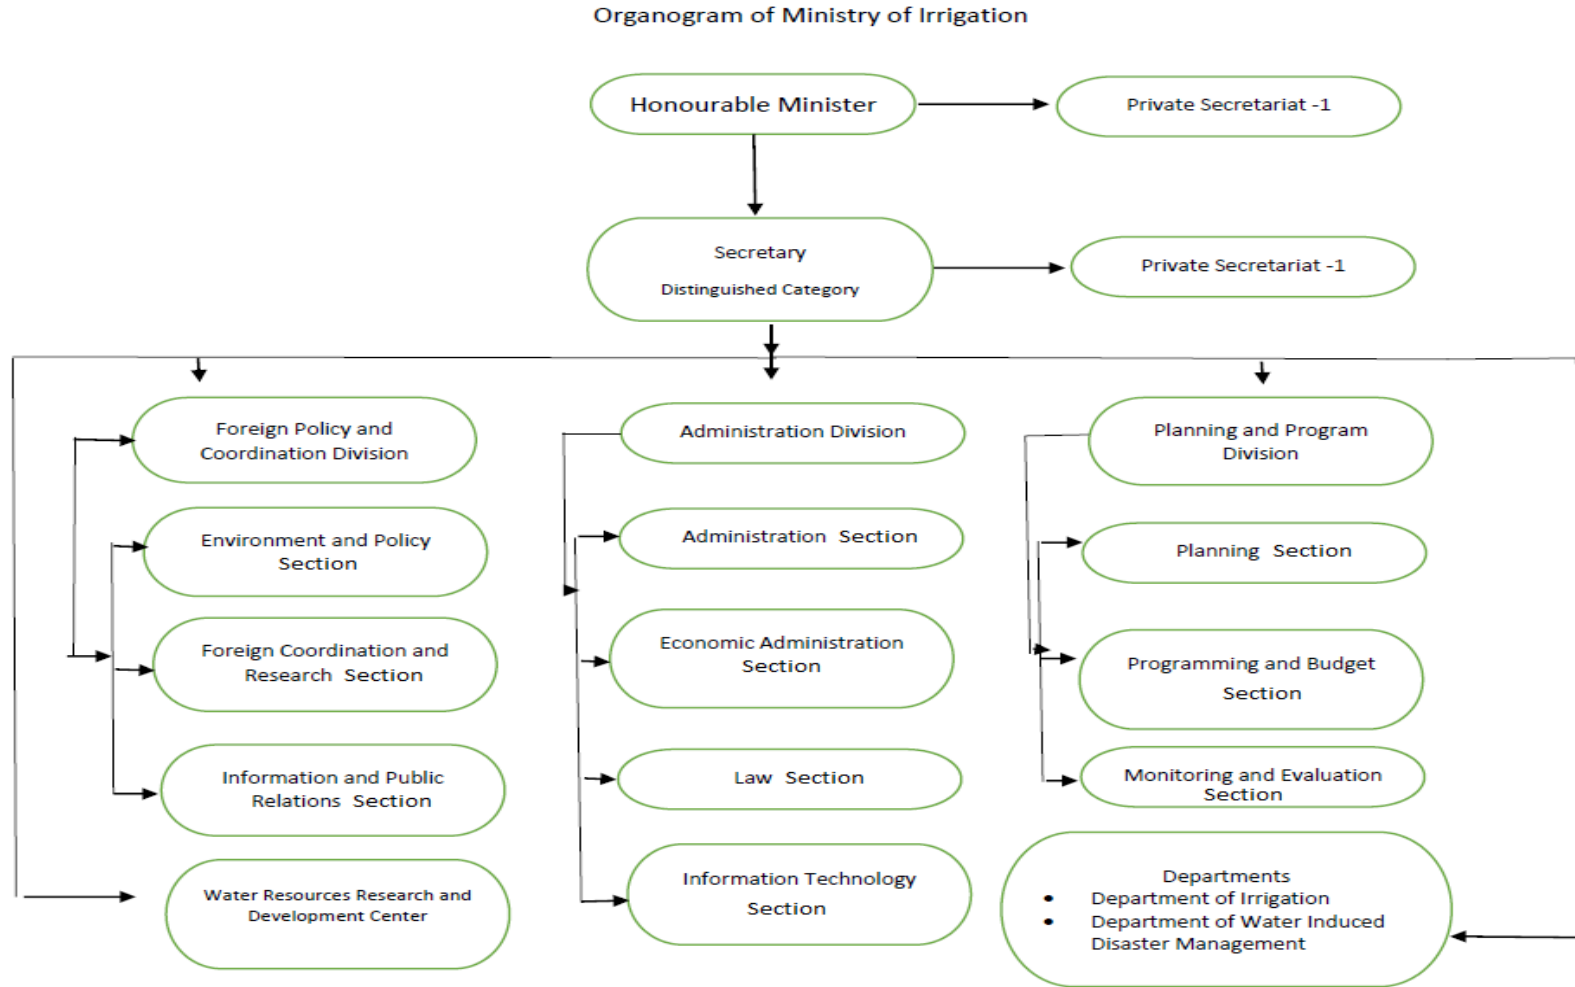 Organogram of Ministry of Irrigation
Honourable Minister
Private Secretariat -1
Secretary
Distinguished Category
Private Secretariat -1
Foreign Policy and
Coordination Division
Environment and Policy
Section
Foreign Coordination and
Research Section
Information and Public
Relations Section
Water Resources Research and
Development Center
Administration Division
Administration Section
Economic Administration
Section
Law Section
Information Technology
Section
Planning and Program
Division
Planning Section
Programming and Budget
Section
Monitoring and Evaluation
Section
Departments
• Department of Irrigation
• Department of Water Induced
Disaster Management